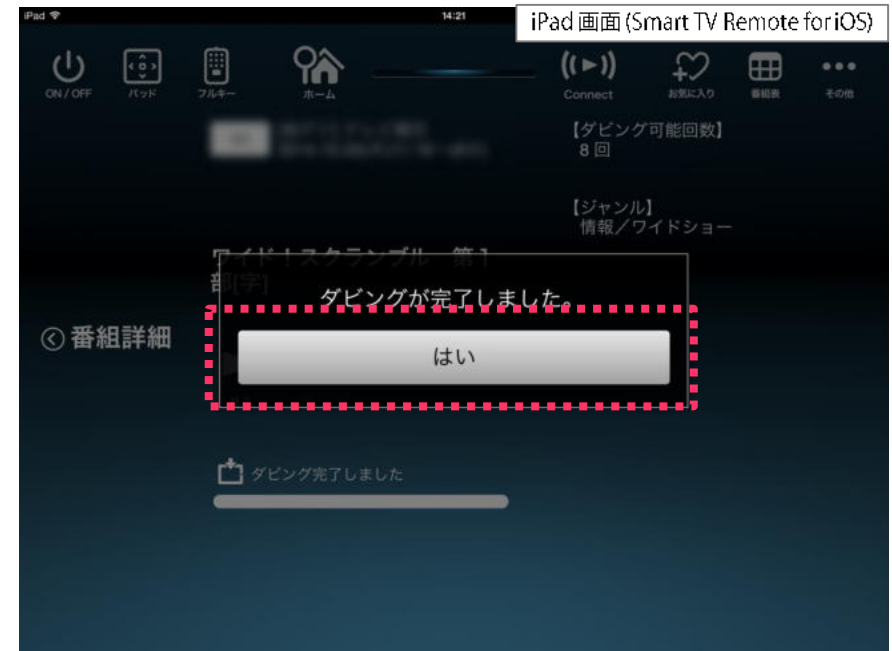 iPad
14:21
iPad 画面 (Smart TV Remote for iOS)
ON / OFF
パッド
フルキー
ホーム
Connect
お気に入り
番組表
その他
【ダビング可能回数】
8 回
【ジャンル】
情報／ワイドショー
ワイド！スクランブル 第1
部[字]
ダビングが完了しました。
はい
番組詳細
ダビング完了しました